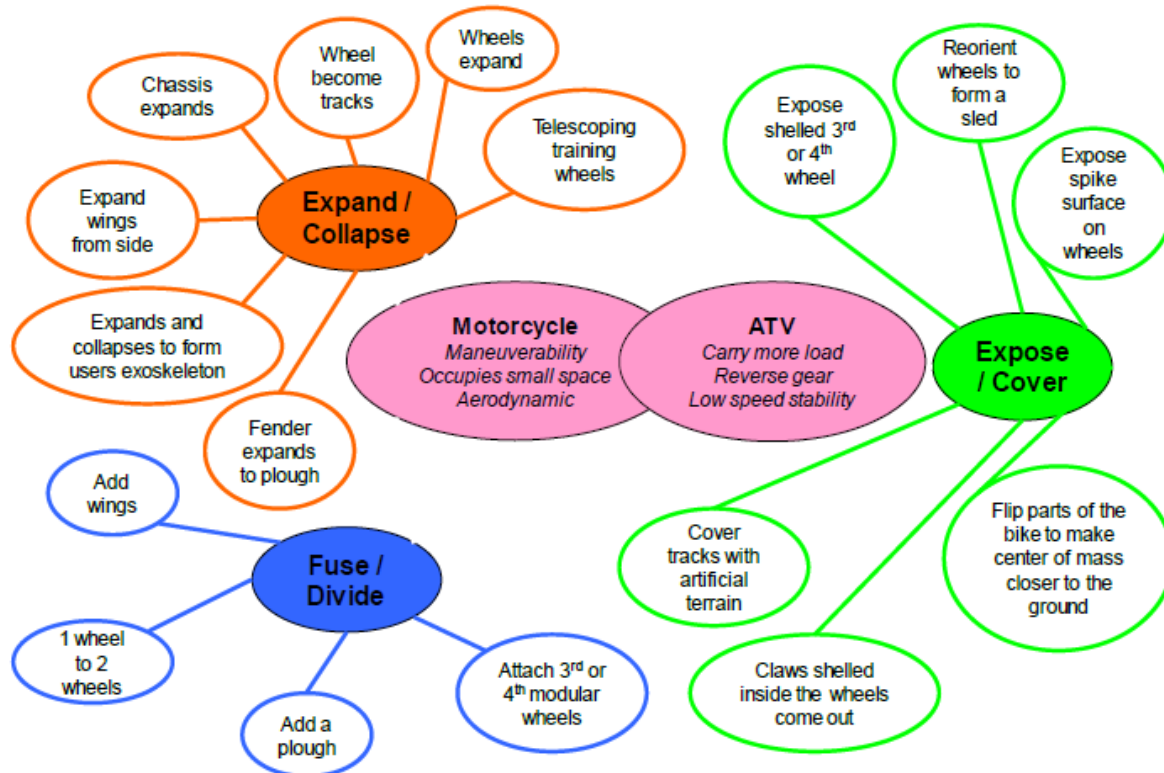 Wheels
expand
Wheel
become
tracks
Chassis
expands
Telescoping
training
wheels
Expand
wings
from side
Expand /
Collapse
Expands and
collapses to form
users exoskeleton
Fender
expands
to plough
Reorient
wheels to
form a
sled
Expose
shelled 3rd
or 4th
wheel
Expose
spike
surface
on
wheels
Motorcycle
Maneuverability
Occupies small space
Aerodynamic
ATV
Carry more load
Reverse gear
Low speed stability
Expose
/ Cover
Add
wings
Fuse /
Divide
1 wheel
to 2
wheels
Add a
plough
Attach 3rd or
4th modular
wheels
Cover
tracks with
artificial
terrain
Flip parts of the
bike to make
center of mass
closer to the
ground
Claws shelled
inside the wheels
come out